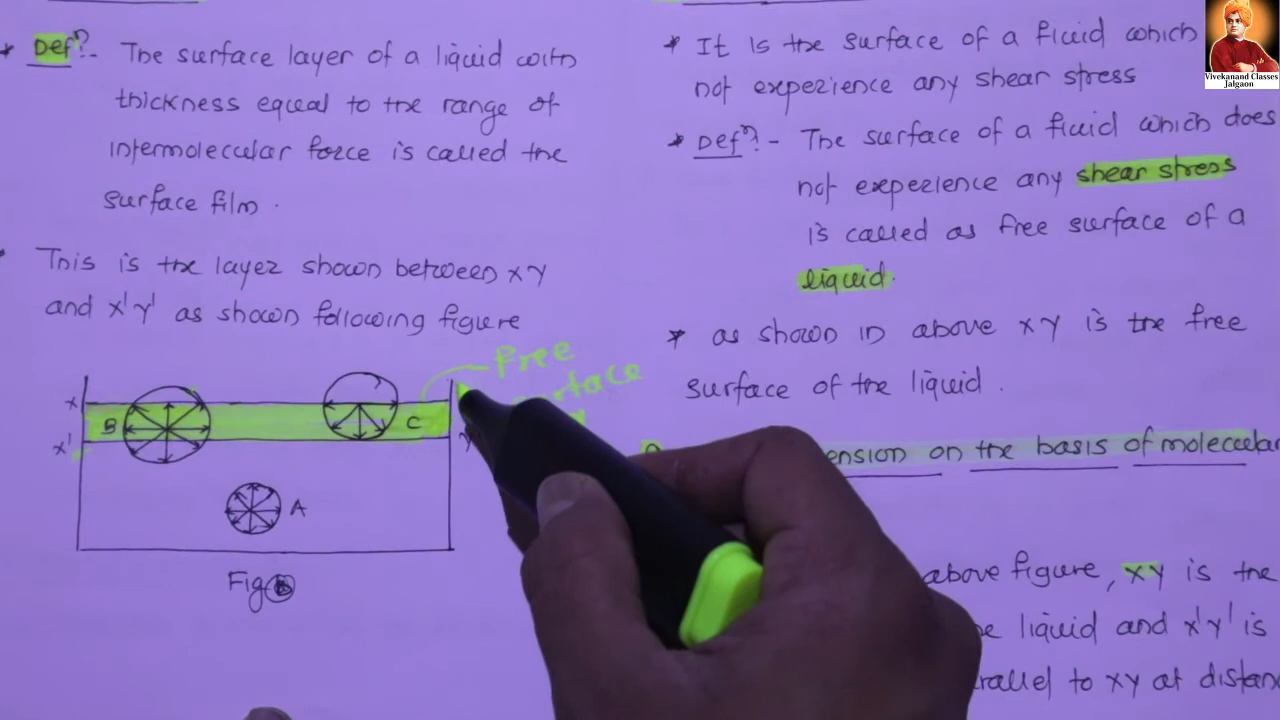 * Defn:- The surface layer of a liquid with
thickness equal to the range of
intermolecular force is called the
surface film.
This is the layer shown between XY
and X'Y' as shown following figure
Free
X
B
C
X'
A
Fig
* It is the surface of a fluid which
not experience any shear stress
* Defn:- The surface of a fluid which does
not experience any shear stress
is called as free surface of a
liquid.
* as shown in above XY is the free
surface of the liquid.
ension on the basis of molecular
above figure, XY is the
liquid and X'Y' is
rallel to XY at distan
Vivekanand Classes
Jalgaon